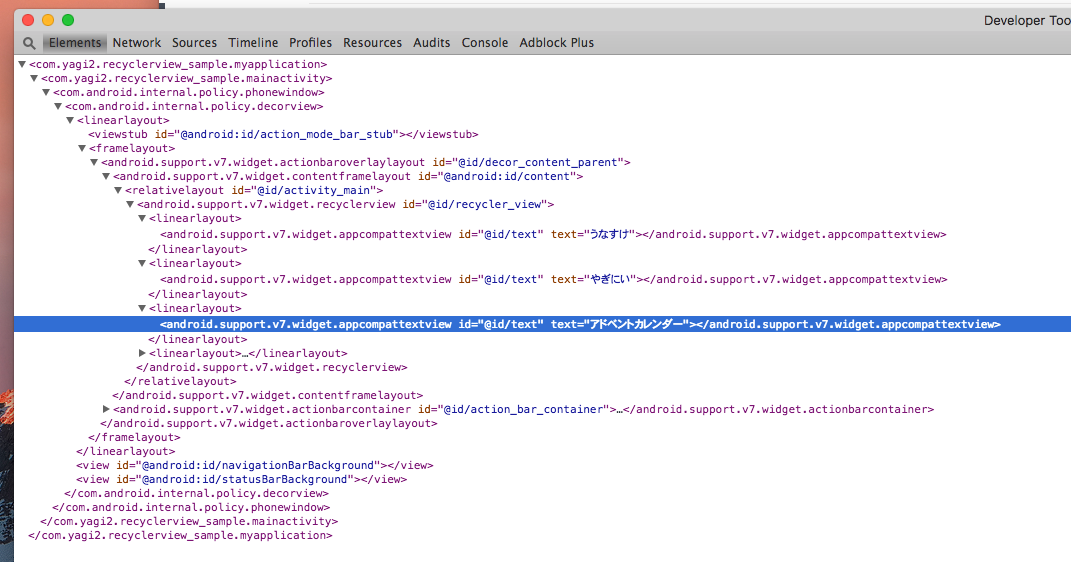 Developer Too
Elements Network Sources Timeline Profiles Resources Audits Console Adblock Plus
<com.yagi2.recyclerview_sample.myapplication>
<com.yagi2.recyclerview_sample.mainactivity>
<com.android.internal.policy.phonewindow>
<com.android.internal.policy.decorview>
<linearlayout>
<viewstub id="@android:id/action_mode_bar_stub"></viewstub>
<framelayout>
<android.support.v7.widget.actionbaroverlaylayout id="@id/decor_content_parent">
<android.support.v7.widget.contentframelayout id="@android:id/content">
<relativelayout id="@id/activity_main">
<android.support.v7.widget.recyclerview id="@id/recycler_view">
<linearlayout>
<android.support.v7.widget.appcompattextview id="@id/text" text="うなすけ"></android.support.v7.widget.appcompattextview>
</linearlayout>
<linearlayout>
<android.support.v7.widget.appcompattextview id="@id/text" text="やぎにい"></android.support.v7.widget.appcompattextview>
</linearlayout>
<linearlayout>
<android.support.v7.widget.appcompattextview id="@id/text" text="アドベントカレンダー"></android.support.v7.widget.appcompattextview>
</linearlayout>
<linearlayout>…</linearlayout>
</android.support.v7.widget.recyclerview>
</relativelayout>
</android.support.v7.widget.contentframelayout>
<android.support.v7.widget.actionbarcontainer id="@id/action_bar_container">…</android.support.v7.widget.actionbarcontainer>
</android.support.v7.widget.actionbaroverlaylayout>
</framelayout>
</linearlayout>
<view id="@android:id/navigationBarBackground"></view>
<view id="@android:id/statusBarBackground"></view>
</com.android.internal.policy.decorview>
</com.android.internal.policy.phonewindow>
</com.yagi2.recyclerview_sample.mainactivity>
</com.yagi2.recyclerview_sample.myapplication>